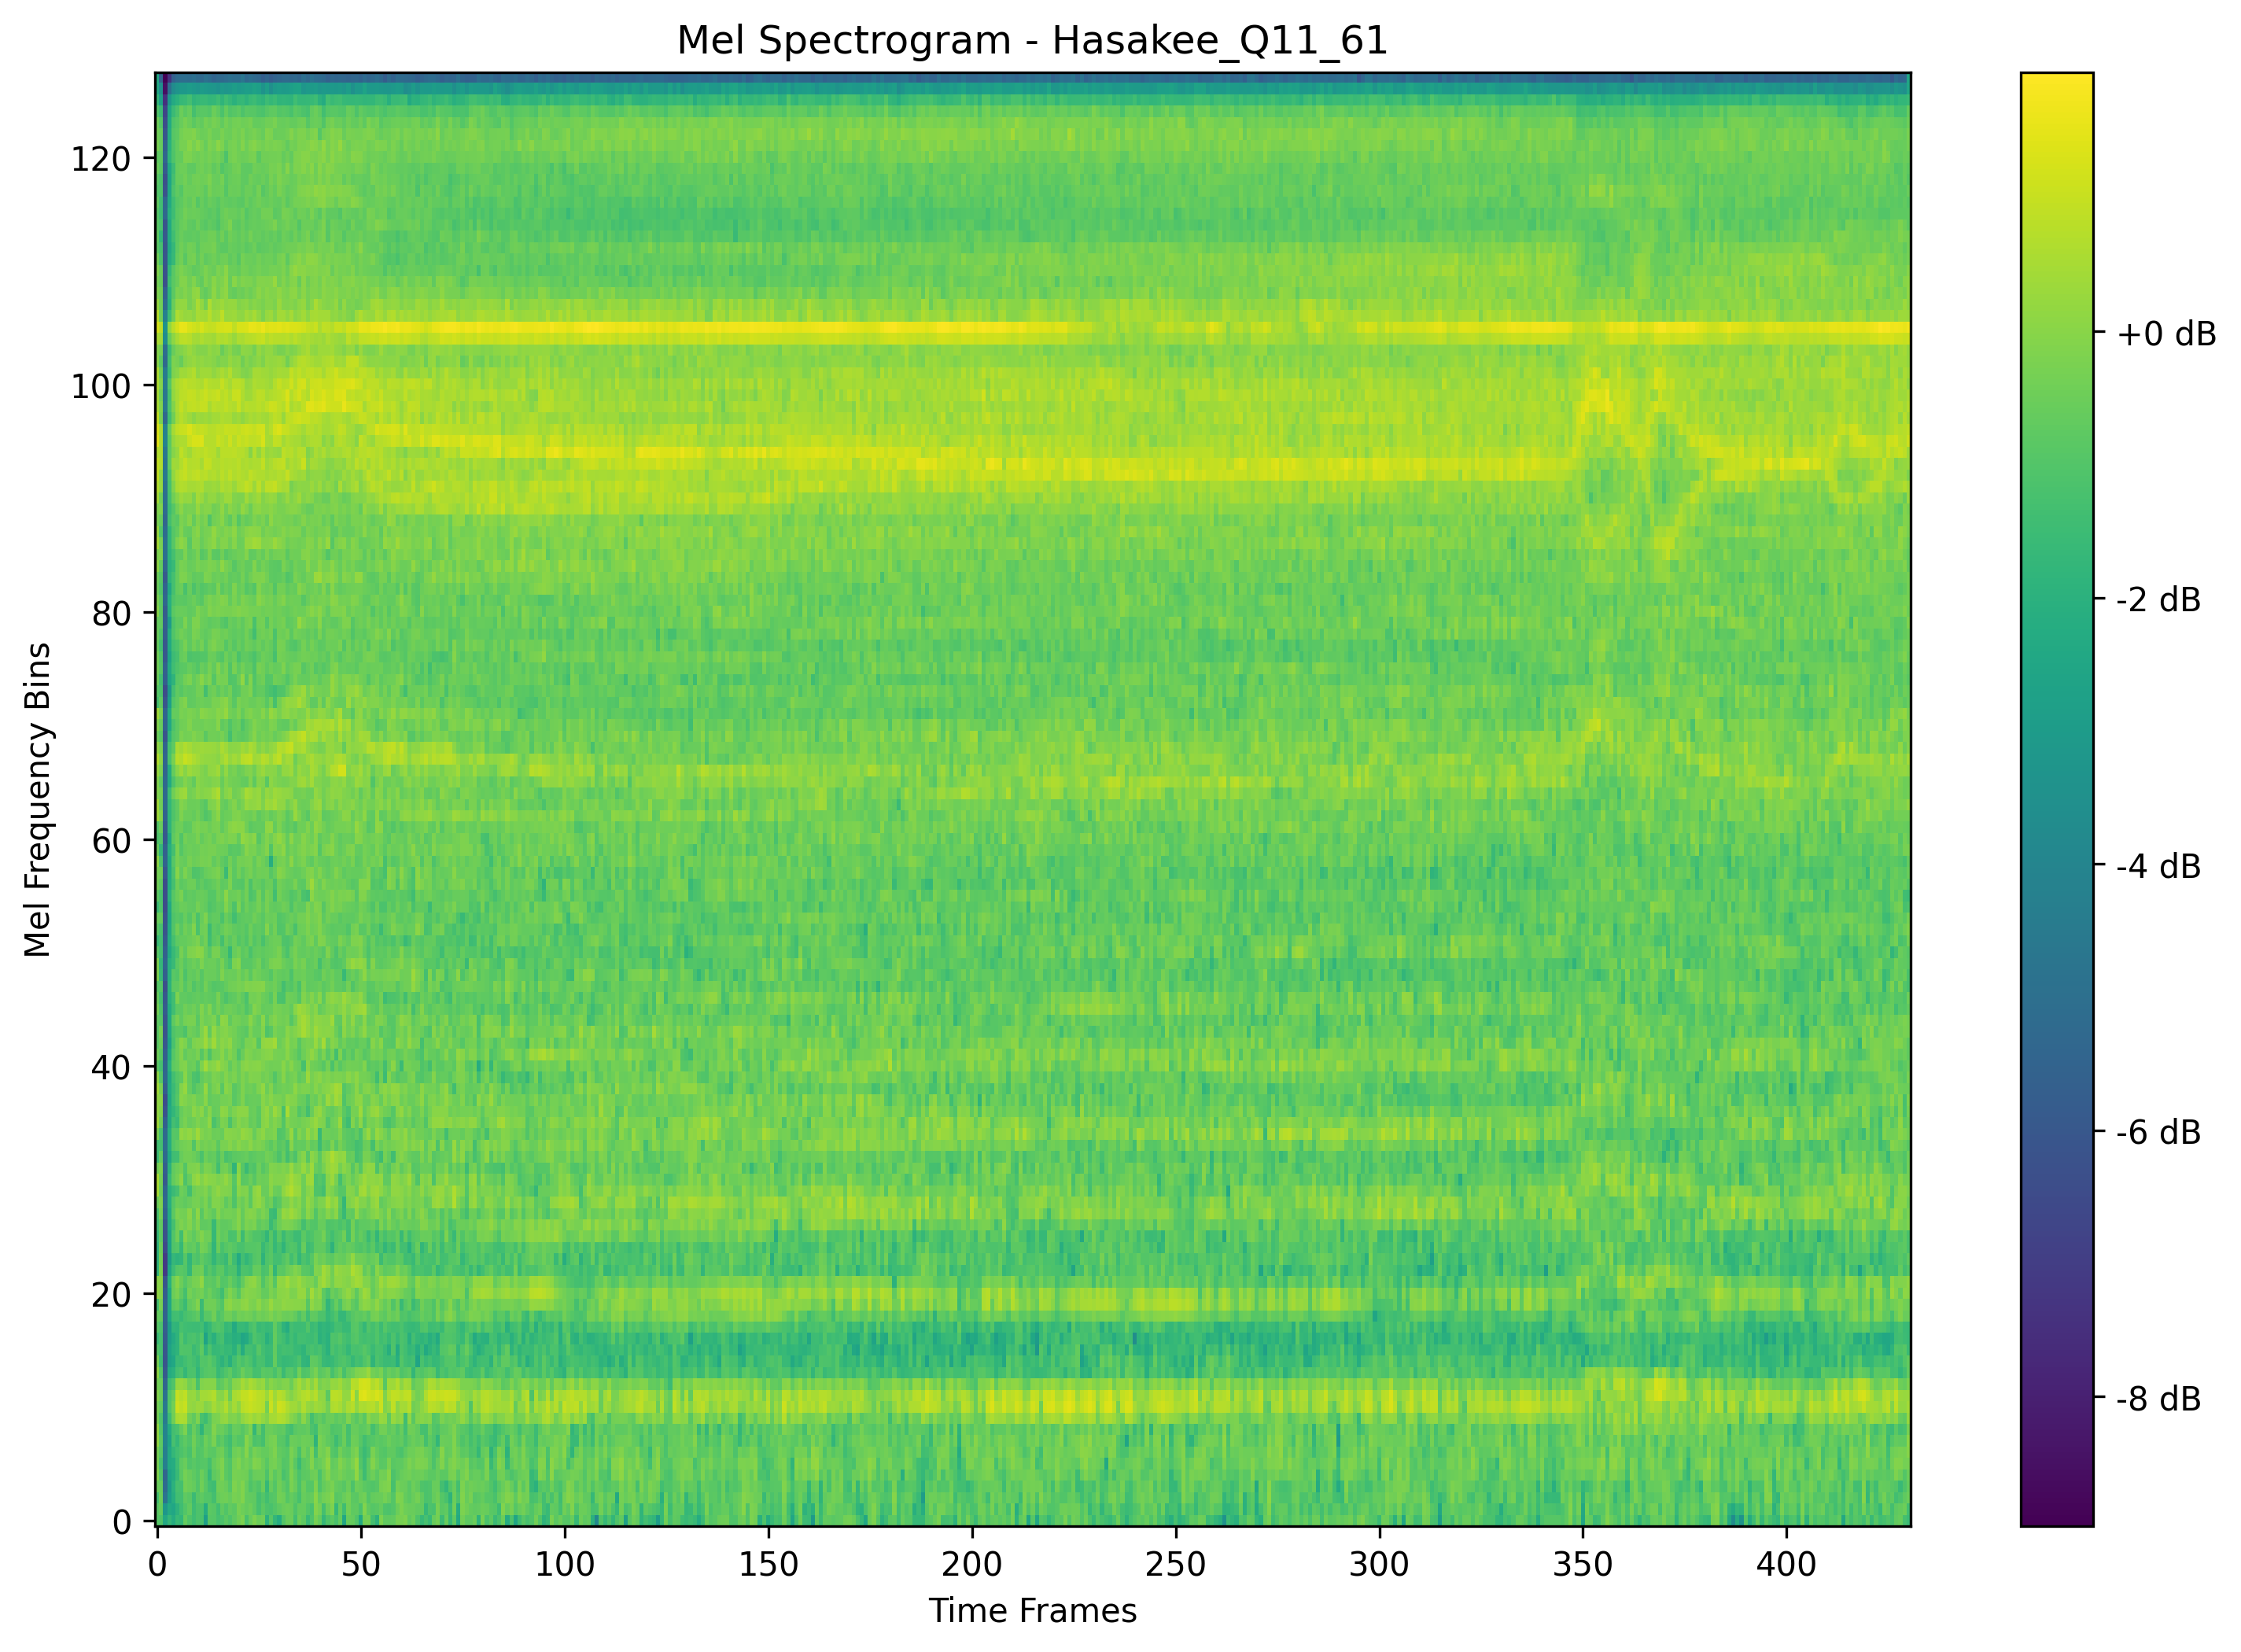 Mel Spectrogram - Hasakee_Q11_61
Mel Frequency Bins
120
100
80
60
40
20
0
0 50 100 150 200 250 300 350 400
Time Frames
+0 dB
-2 dB
-4 dB
-6 dB
-8 dB